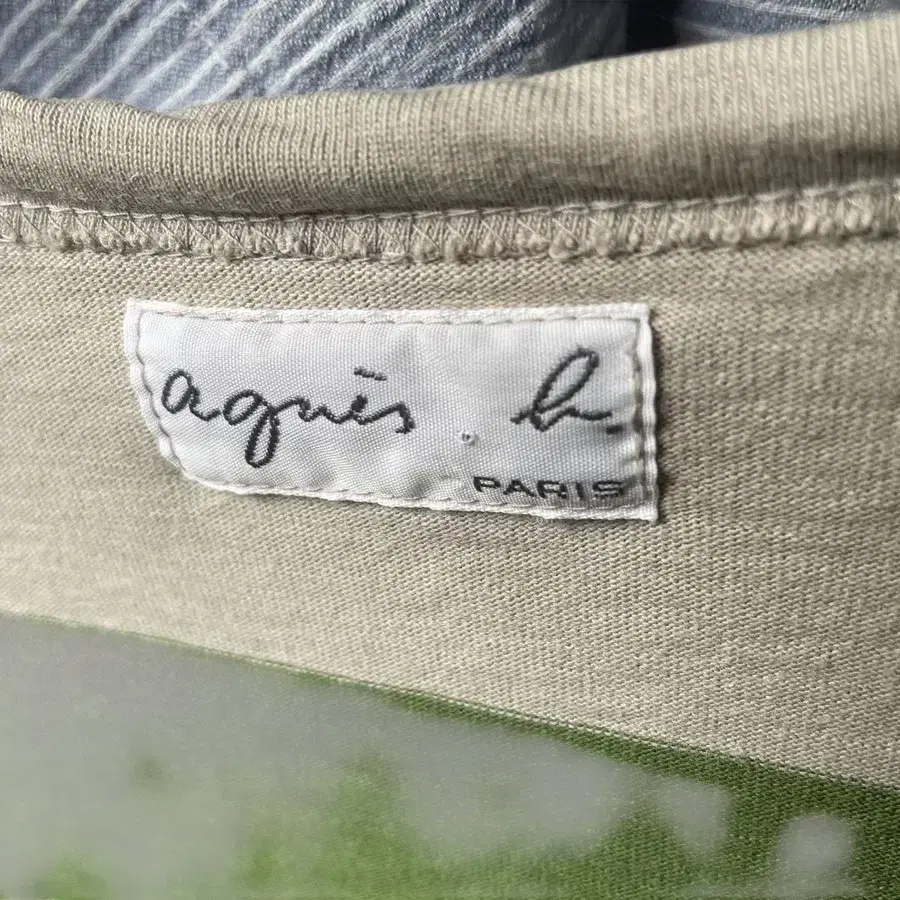 agnès . b.
PARIS